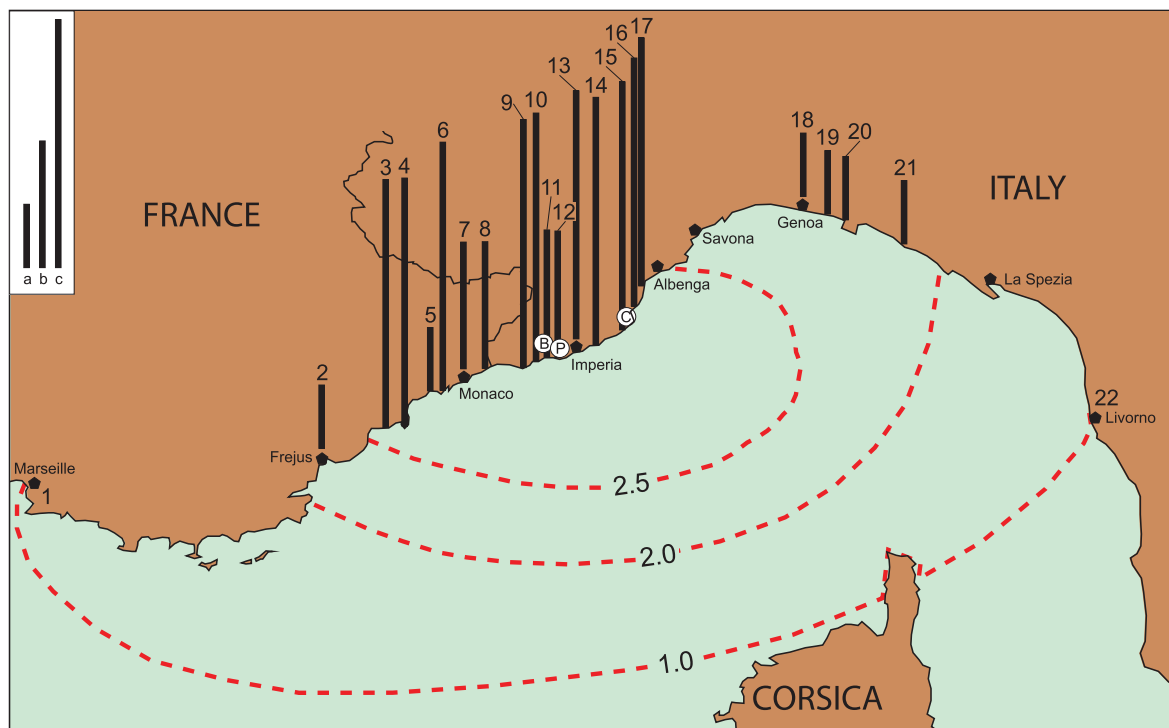 a b c
FRANCE
ITALY
CORSICA
1
2
3
4
5
6
7
8
9
10
11
12
13
14
15
16
17
18
19
20
21
22
B
P
C
Marseille
Frejus
Monaco
Imperia
Albenga
Savona
Genoa
La Spezia
Livorno
2.5
2.0
1.0